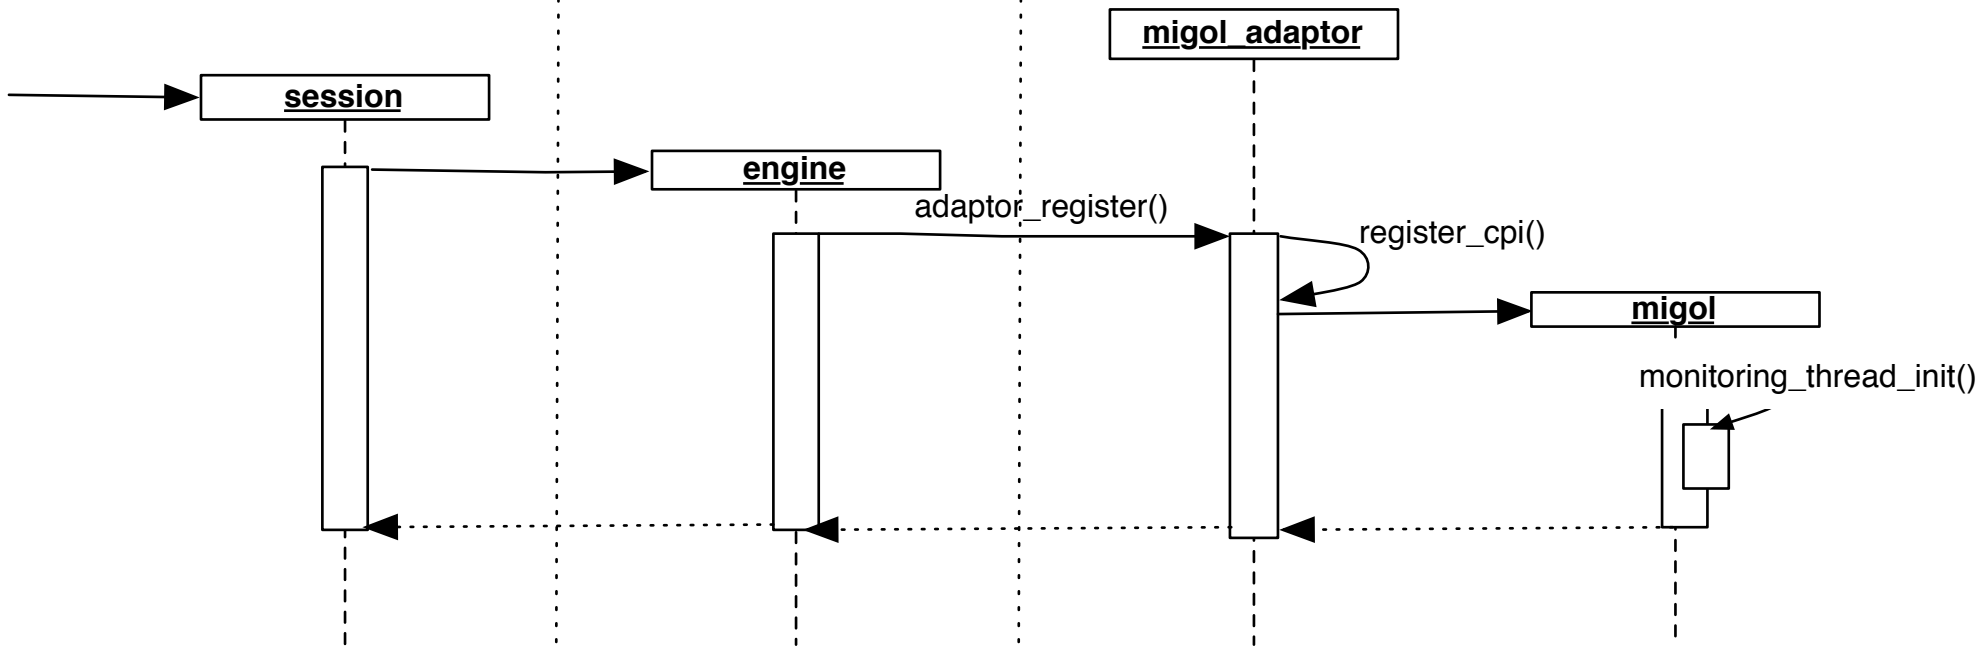 migol_adaptor
session
engine
adaptor_register()
register_cpi()
migol
monitoring_thread_init()